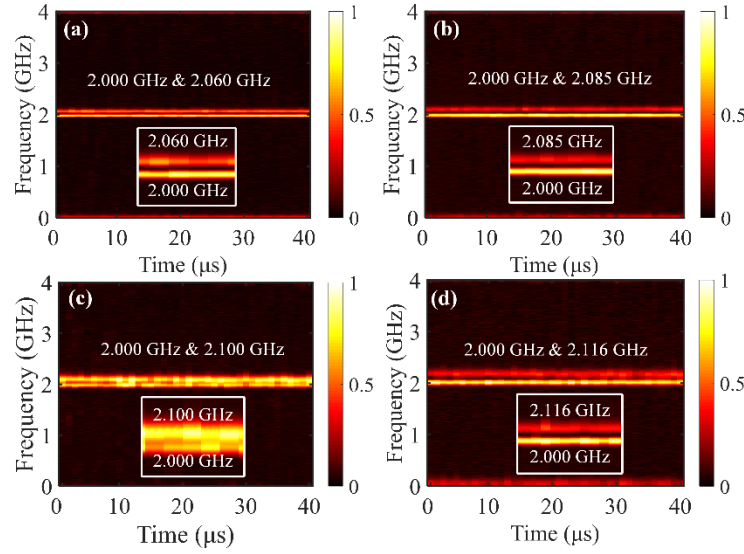 (a)
2.000 GHz & 2.060 GHz
2.060 GHz
2.000 GHz
Frequency (GHz)
4
3
2
1
0
0 10 20 30 40
Time (μs)
1
0.5
0
(b)
2.000 GHz & 2.085 GHz
2.085 GHz
2.000 GHz
Frequency (GHz)
4
3
2
1
0
0 10 20 30 40
Time (μs)
1
0.5
0
(c)
2.000 GHz & 2.100 GHz
2.100 GHz
2.000 GHz
Frequency (GHz)
4
3
2
1
0
0 10 20 30 40
Time (μs)
1
0.5
0
(d)
2.000 GHz & 2.116 GHz
2.116 GHz
2.000 GHz
Frequency (GHz)
4
3
2
1
0
0 10 20 30 40
Time (μs)
1
0.5
0